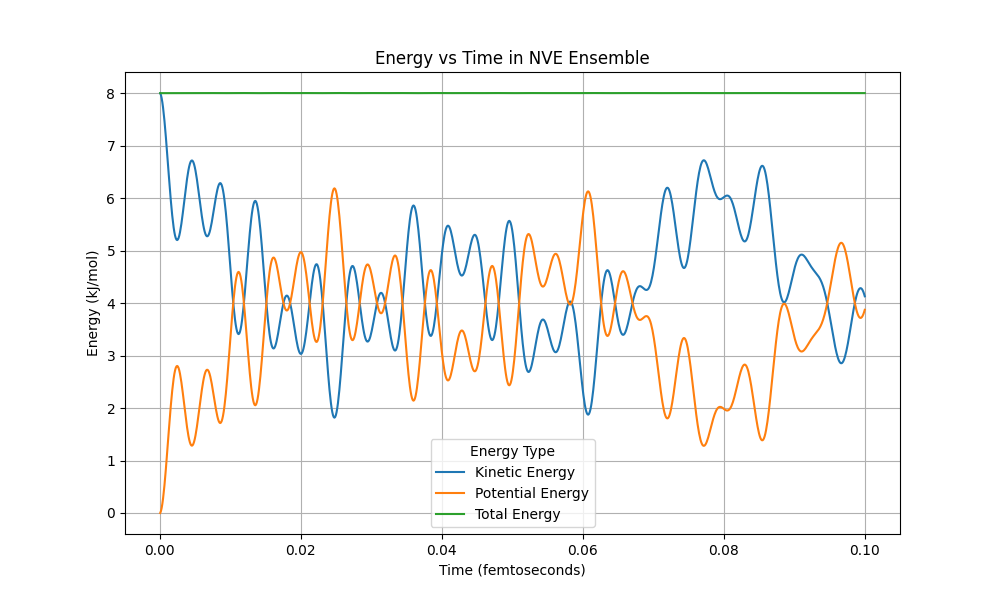 Energy vs Time in NVE Ensemble
Energy (kJ/mol)
8
7
6
5
4
3
2
1
0
Energy Type
Kinetic Energy
Potential Energy
Total Energy
0.00 0.02 0.04 0.06 0.08 0.10
Time (femtoseconds)